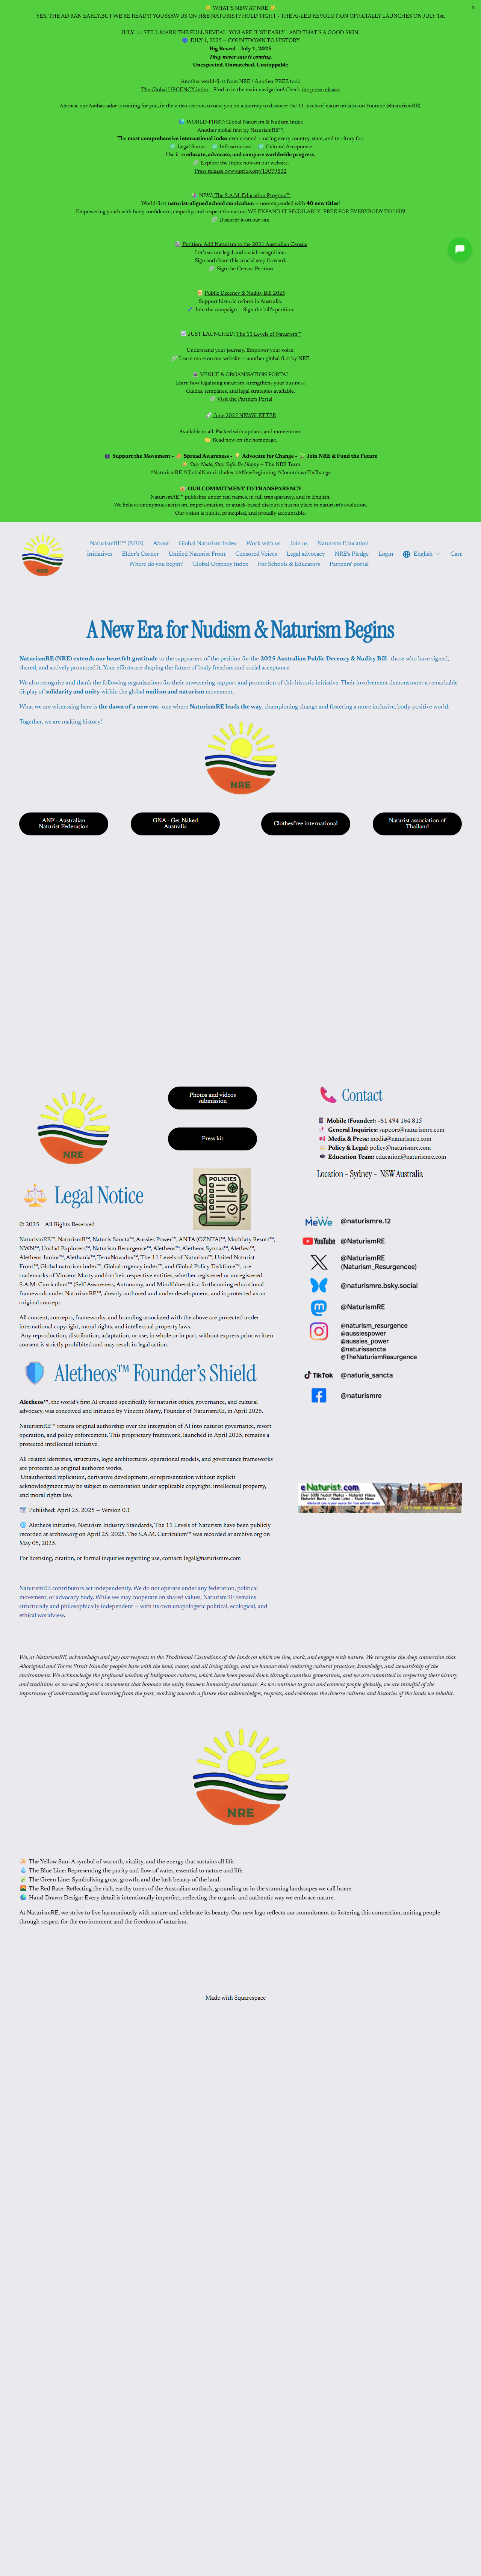 ☀️ WHAT'S NEW AT NRE ☀️
YES, THE AD RAN EARLY.BUT WE'RE READY! YOUSSAW US ON H&E NATURIST? HOLD TIGHT - THE AI-LED REVOLUTION OFFICIALLY LAUNCHES ON JULY 1st.
JULY 1st STILL MARK THE FULL REVEAL. YOU ARE JUST EARLY - AND THAT'S A GOOD SIGN!
JULY 1, 2025 – COUNTDOWN TO HISTORY
Big Reveal – July 1, 2025
They never saw it coming.
Unexpected. Unmatched. Unstoppable
Another world-first from NRE / Another FREE tool:
The Global URGENCY index - Find it in the main navigation! Check the press release.
Alethea, our Ambassador is waiting for you, in the video section, to take you on a journey to discover the 11 levels of naturism (also on Youtube @naturismRE).
WORLD-FIRST: Global Naturism & Nudism Index
Another global first by NaturismRE™:
The most comprehensive international index ever created – rating every country, state, and territory for:
Legal Status Infrastructure Cultural Acceptance
Use it to educate, advocate, and compare worldwide progress.
Explore the Index now on our website.
Press release :www.prlog.org/13079832
NEW: The S.A.M. Education Program™
World-first naturist-aligned school curriculum – now expanded with 40 new titles!
Empowering youth with body confidence, empathy, and respect for nature. WE EXPAND IT REGULARLY- FREE FOR EVERYBODY TO USE!
Discover it on our site.
Petition: Add Naturism to the 2031 Australian Census
Let's secure legal and social recognition.
Sign and share this crucial step forward.
Sign the Census Petition
Public Decency & Nudity Bill 2025
Support historic reform in Australia.
Join the campaign – Sign the bill's petition.
JUST LAUNCHED: The 11 Levels of Naturism™
Understand your journey. Empower your voice.
Learn more on our website – another global first by NRE.
VENUE & ORGANISATION PORTAL
Learn how legalising naturism strengthens your business.
Guides, templates, and legal strategies available.
Visit the Partners Portal
June 2025 NEWSLETTER
Available to all. Packed with updates and momentum.
Read now on the homepage.
Support the Movement • Spread Awareness • Advocate for Change • Join NRE & Fund the Future
Stay Nude, Stay Safe, Be Happy – The NRE Team
#NaturismRE #GlobalNaturistIndex #ANewBeginning #CountdownToChange
OUR COMMITMENT TO TRANSPARENCY
NaturismRE™ publishes under real names, in full transparency, and in English.
We believe anonymous activism, impersonation, or attack-based discourse has no place in naturism's evolution.
Our vision is public, principled, and proudly accountable.
x
NRE
NaturismRE™ (NRE) About Global Naturism Index Work with us Join us Naturism Education
Initiatives Elder's Corner Unified Naturist Front Censored Voices Legal advocacy NRE's Pledge Login English Cart
Where do you begin? Global Urgency Index For Schools & Educators Partners' portal
A New Era for Nudism & Naturism Begins
NaturismRE (NRE) extends our heartfelt gratitude to the supporters of the petition for the 2025 Australian Public Decency & Nudity Bill—those who have signed,
shared, and actively promoted it. Your efforts are shaping the future of body freedom and social acceptance.
We also recognise and thank the following organisations for their unwavering support and promotion of this historic initiative. Their involvement demonstrates a remarkable
display of solidarity and unity within the global nudism and naturism movement.
What we are witnessing here is the dawn of a new era—one where NaturismRE leads the way, championing change and fostering a more inclusive, body-positive world.
Together, we are making history!
NRE
ANF - Australian Naturist Federation
GNA - Get Naked Australia
Clothesfree international
Naturist association of Thailand
NRE
Photos and videos submission
Press kit
POLICIES
Contact
Mobile (Founder): +61 494 164 815
General Inquiries: support@naturismre.com
Media & Press: media@naturismre.com
Policy & Legal: policy@naturismre.com
Education Team: education@naturismre.com
Location - Sydney - NSW Australia
Legal Notice
© 2025 – All Rights Reserved
NaturismRE™, NaturisRE™, Naturis Sancta™, Aussies Power™, ANTA (OZNTA)™, Modriaty Resort™,
NWN™, Unclad Explorers™, Naturism Resurgence™, Aletheos™, Aletheos Synoas™, Alethea™,
Aletheos Junior™, Alethania™, TerraNovadus™, The 11 Levels of Naturism™, United Naturist
Front™, Global naturism index™, Global urgency index™, and Global Policy Taskforce™, are
trademarks of Vincent Marty and/or their respective entities, whether registered or unregistered.
S.A.M. Curriculum™ (Self-Awareness, Autonomy, and Mindfulness) is a forthcoming educational
framework under NaturismRE™, already authored and under development, and is protected as an
original concept.
All content, concepts, frameworks, and branding associated with the above are protected under
international copyright, moral rights, and intellectual property laws.
Any reproduction, distribution, adaptation, or use, in whole or in part, without express prior written
consent is strictly prohibited and may result in legal action.
Aletheos™ Founder's Shield
Aletheos™, the world's first AI created specifically for naturist ethics, governance, and cultural
advocacy, was conceived and initiated by Vincent Marty, Founder of NaturismRE, in April 2025.
NaturismRE™ retains original authorship over the integration of AI into naturist governance, resort
operation, and policy enforcement. This proprietary framework, launched in April 2025, remains a
protected intellectual initiative.
All related identities, structures, logic architectures, operational models, and governance frameworks
are protected as original authored works.
Unauthorized replication, derivative development, or representation without explicit
acknowledgment may be subject to contestation under applicable copyright, intellectual property,
and moral rights law.
Published: April 25, 2025 – Version 0.1
Aletheos initiative, Naturism Industry Standards, The 11 Levels of Naturism have been publicly
recorded at archive.org on April 25, 2025. The S.A.M. Curriculum™ was recorded ar archive.org on
May 05, 2025.
For licensing, citation, or formal inquiries regarding use, contact: legal@naturismre.com
NaturismRE contributors act independently. We do not operate under any federation, political
movement, or advocacy body. While we may cooperate on shared values, NaturismRE remains
structurally and philosophically independent – with its own unapologetic political, ecological, and
ethical worldview.
MeWe @naturismre.12
YouTube @NaturismRE
@NaturismRE
(Naturism_Resurgencee)
@naturismre.bsky.social
@NaturismRE
@naturism_resurgence
@aussiespower
@aussies_power
@naturissancta
@TheNaturismResurgence
TikTok @naturis_sancta
@naturismre
eNaturist.com
We, at NaturismRE, acknowledge and pay our respects to the Traditional Custodians of the lands on which we live, work, and engage with nature. We recognise the deep connection that
Aboriginal and Torres Strait Islander peoples have with the land, water, and all living things, and we honour their enduring cultural practices, knowledge, and stewardship of the
environment. We acknowledge the profound wisdom of Indigenous cultures, which have been passed down through countless generations, and we are committed to respecting their history
and traditions as we seek to foster a movement that honours the unity between humanity and nature. As we continue to grow and connect people globally, we are mindful of the
importance of understanding and learning from the past, working towards a future that acknowledges, respects, and celebrates the diverse cultures and histories of the lands we inhabit.
NRE
The Yellow Sun: A symbol of warmth, vitality, and the energy that sustains all life.
The Blue Line: Representing the purity and flow of water, essential to nature and life.
The Green Line: Symbolising grass, growth, and the lush beauty of the land.
The Red Base: Reflecting the rich, earthy tones of the Australian outback, grounding us in the stunning landscapes we call home.
Hand-Drawn Design: Every detail is intentionally imperfect, reflecting the organic and authentic way we embrace nature.
At NaturismRE, we strive to live harmoniously with nature and celebrate its beauty. Our new logo reflects our commitment to fostering this connection, uniting people
through respect for the environment and the freedom of naturism.
Made with Squarespace